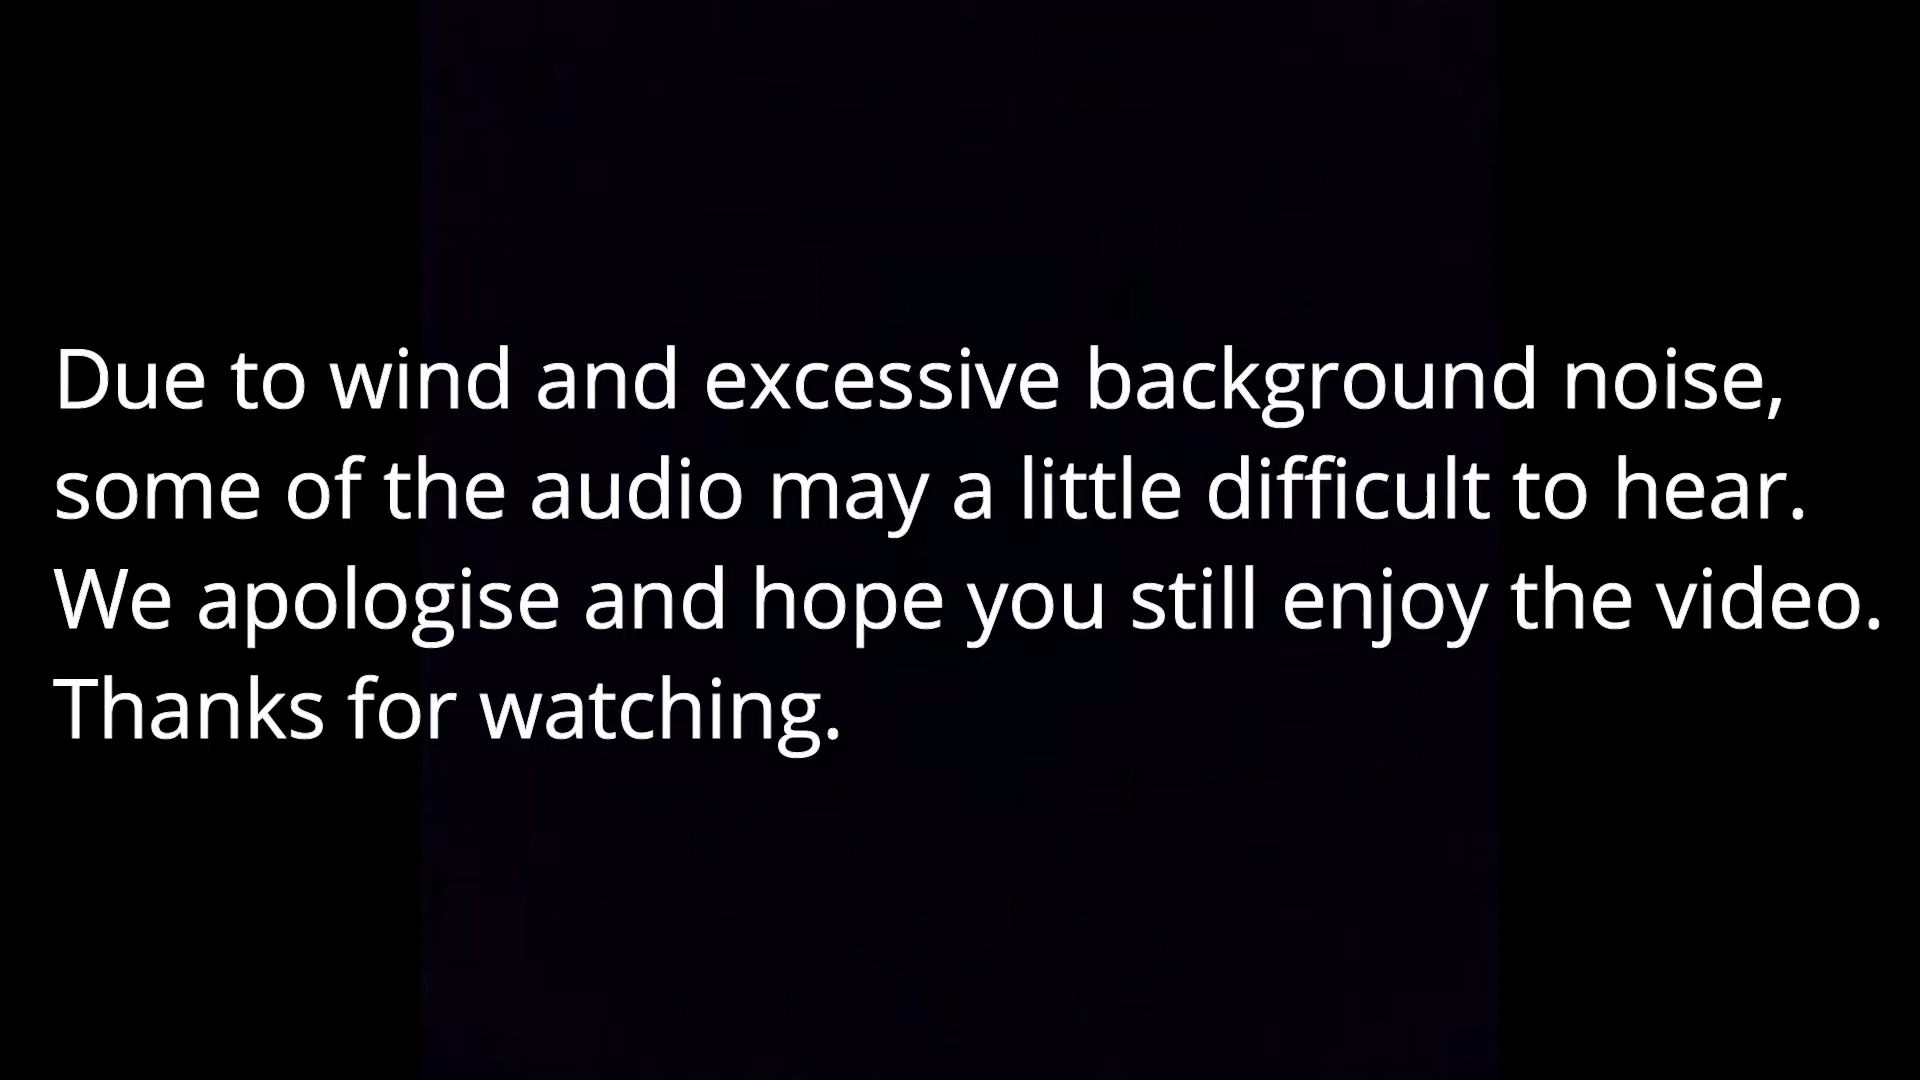 Due to wind and excessive background noise,
some of the audio may a little difficult to hear.
We apologise and hope you still enjoy the video.
Thanks for watching.